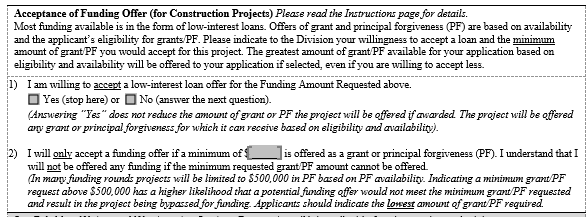 Acceptance of Funding Offer (for Construction Projects) Please read the Instructions page for details.
Most funding available is in the form of low-interest loans. Offers of grant and principal forgiveness (PF) are based on availability
and the applicant's eligibility for grants/PF. Please indicate to the Division your willingness to accept a loan and the minimum
amount of grant/PF you would accept for this project. The greatest amount of grant/PF available for your application based on
eligibility and availability will be offered to your application if selected, even if you are willing to accept less.
1) I am willing to accept a low-interest loan offer for the Funding Amount Requested above.
Yes (stop here) or No (answer the next question).
(Answering "Yes" does not reduce the amount of grant or PF the project will be offered if awarded. The project will be offered
any grant or principal forgiveness for which it can receive based on eligibility and availability).
2) I will only accept a funding offer if a minimum of $ is offered as a grant or principal forgiveness (PF). I understand that I
will not be offered any funding if the minimum requested grant/PF amount cannot be offered.
(In many funding rounds projects will be limited to $500,000 in PF based on PF availability. Indicating a minimum grant/PF
request above $500,000 has a higher likelihood that a potential funding offer would not meet the minimum grant/PF requested
and result in the project being bypassed for funding. Applicants should indicate the lowest amount of grant/PF required.